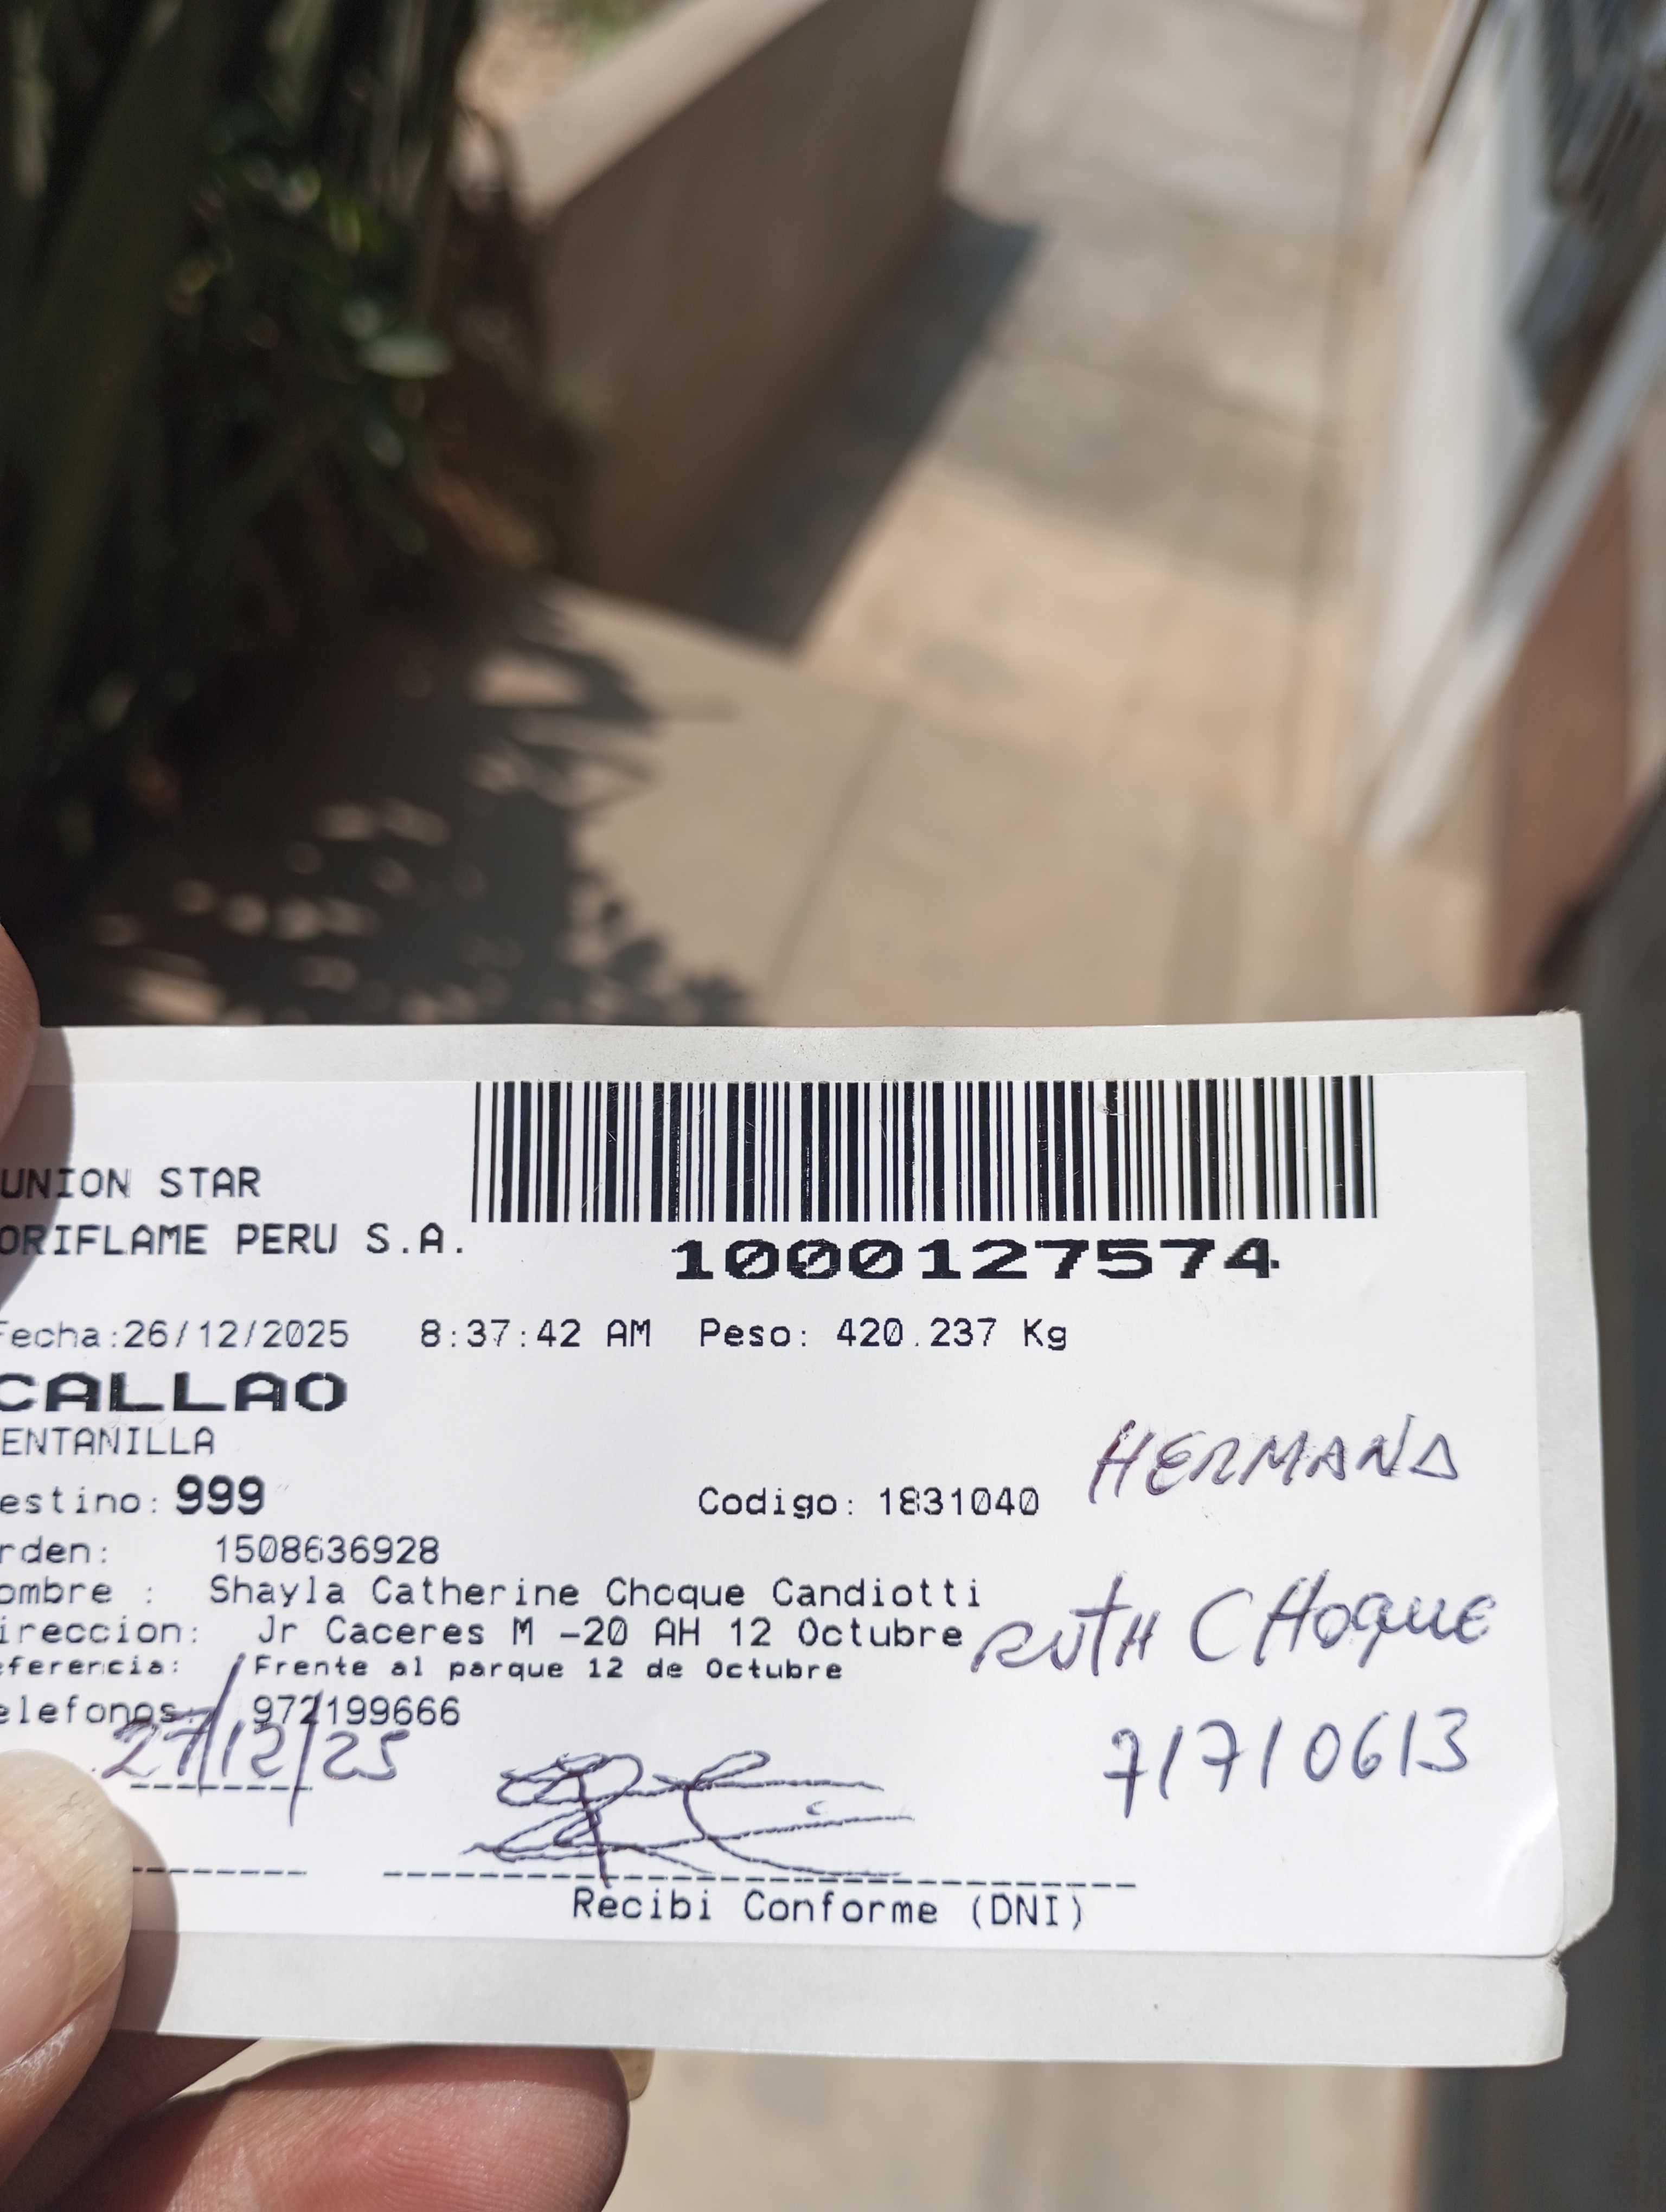 UNION STAR
ORIFLAME PERU S.A.
1000127574
Fecha:26/12/2025 8:37:42 AM Peso: 420.237 Kg
CALLAO
ENTANILLA
estino: 999 Codigo: 1831040
HERMANA
rden: 1508636928
ombre : Shayla Catherine Choque Candiotti
ireccion: Jr Caceres M -20 AH 12 Octubre
RUTH CHOQUE
eferencia: Frente al parque 12 de Octubre
elefonos: 972199666
27/12/25
71710613
Recibi Conforme (DNI)